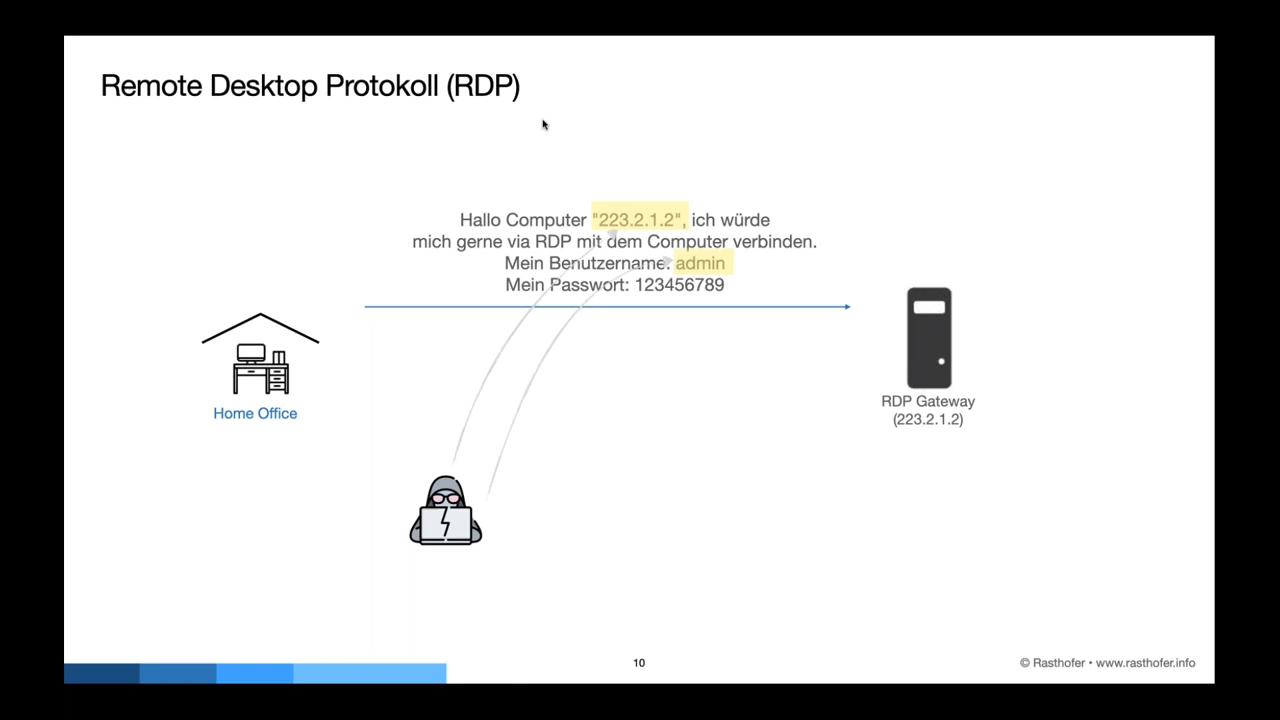 Remote Desktop Protokoll (RDP)
Hallo Computer "223.2.1.2", ich würde
mich gerne via RDP mit dem Computer verbinden.
Mein Benutzername: admin
Mein Passwort: 123456789
Home Office
RDP Gateway
(223.2.1.2)
10
© Rasthofer • www.rasthofer.info